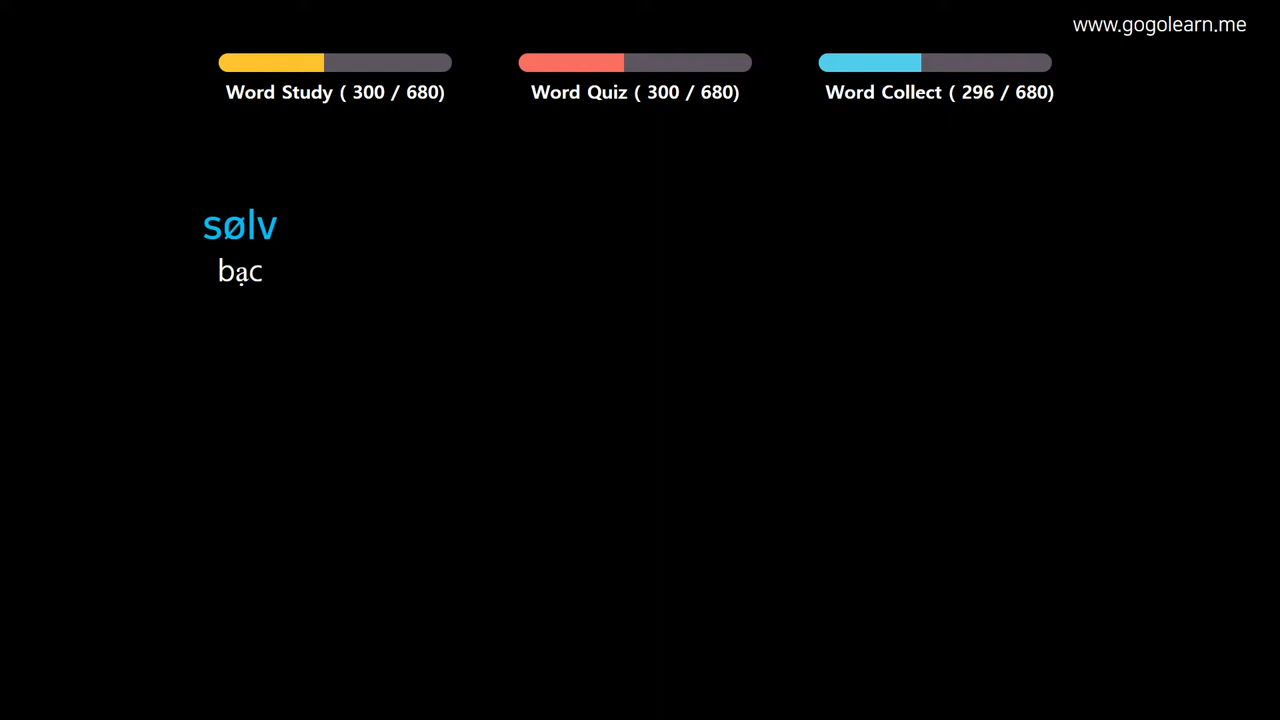 www.gogolearn.me
Word Study ( 300 / 680)
Word Quiz ( 300 / 680)
Word Collect ( 296 / 680)
sølv
bạc